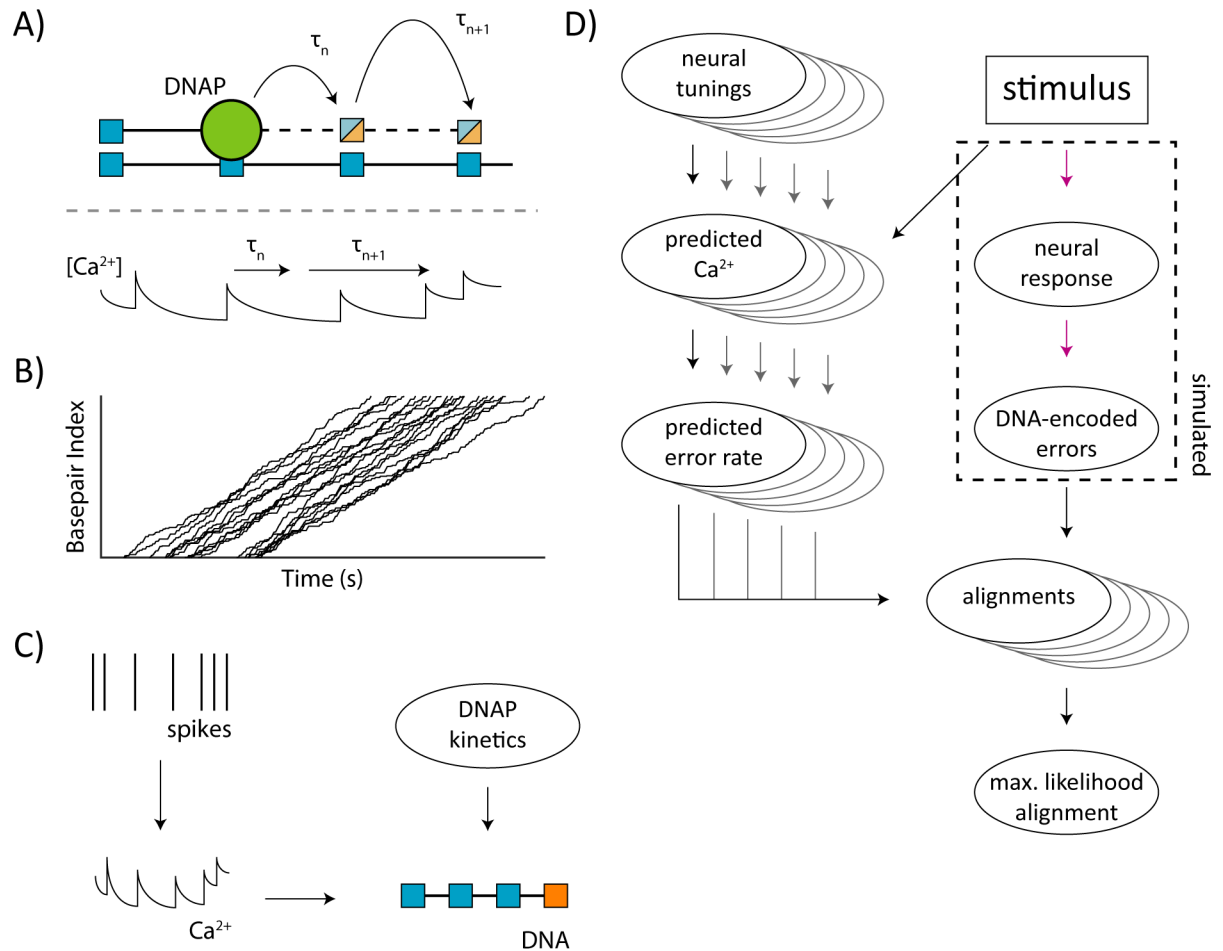 A)
τn
τn+1
DNAP
[Ca2+]
τn
τn+1
B)
Basepair Index
Time (s)
C)
spikes
DNAP
kinetics
Ca2+
DNA
D)
neural
tunings
stimulus
predicted
Ca2+
neural
response
predicted
error rate
DNA-encoded
errors
simulated
alignments
max. likelihood
alignment